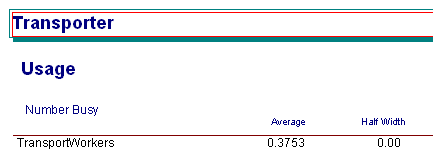 Transporter
Usage
Number Busy
Average Half Width
TransportWorkers 0.3753 0.00